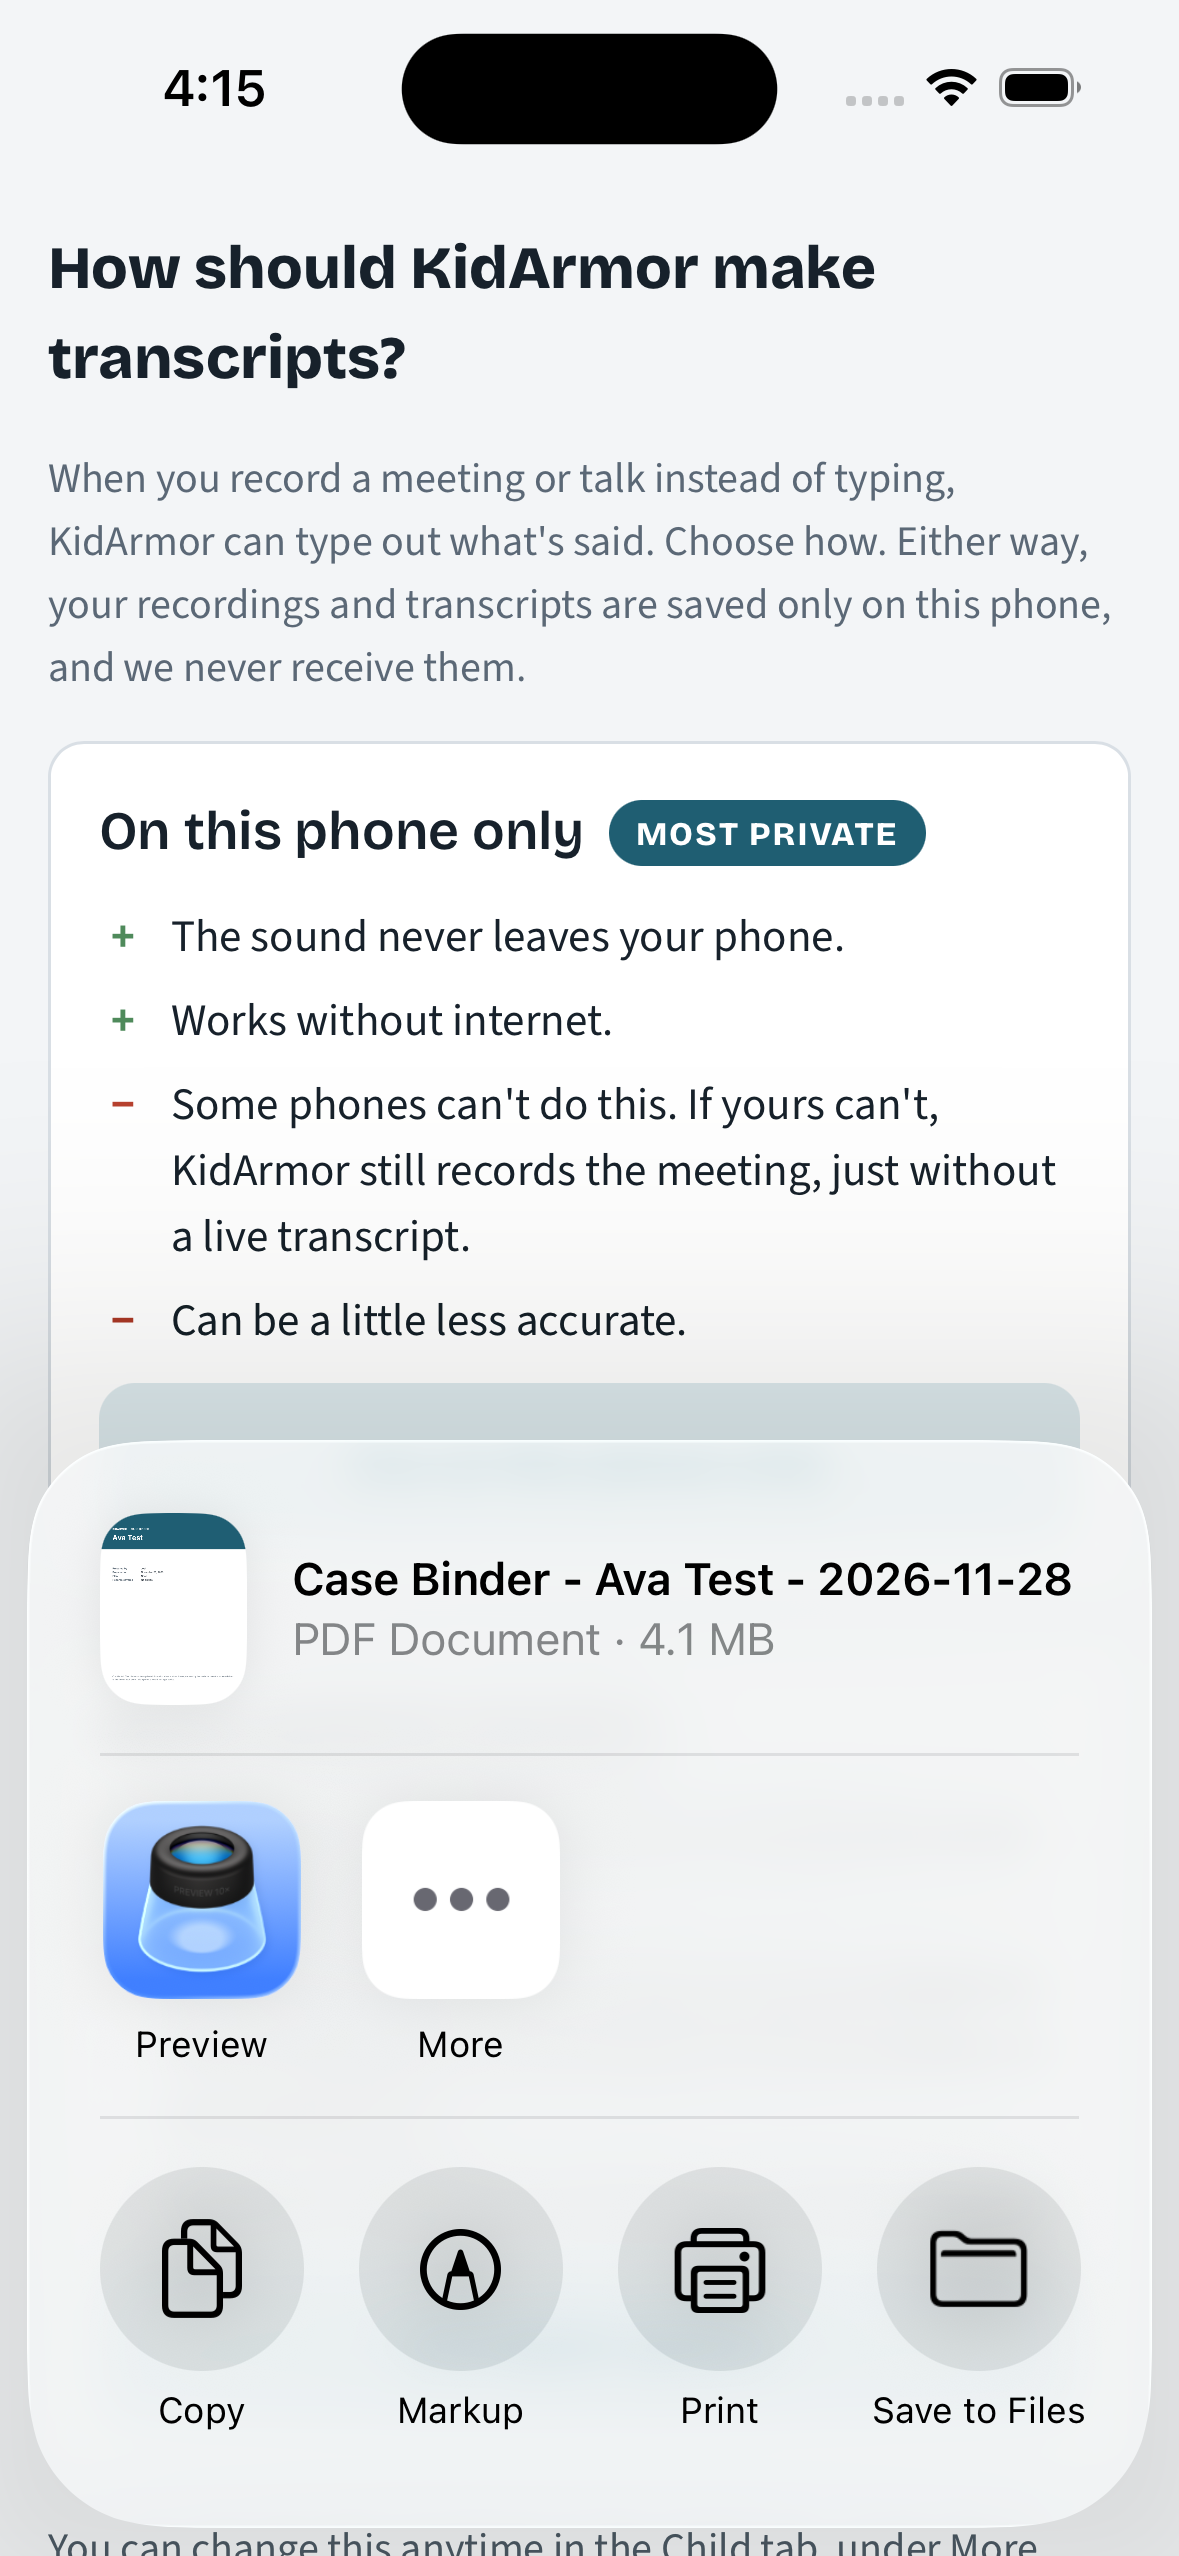 4:15
How should KidArmor make
transcripts?
When you record a meeting or talk instead of typing,
KidArmor can type out what's said. Choose how. Either way,
your recordings and transcripts are saved only on this phone,
and we never receive them.
On this phone only MOST PRIVATE
+ The sound never leaves your phone.
+ Works without internet.
− Some phones can't do this. If yours can't,
KidArmor still records the meeting, just without
a live transcript.
− Can be a little less accurate.
Ava Test
Case Binder - Ava Test - 2026-11-28
PDF Document · 4.1 MB
Preview
More
Copy
Markup
Print
Save to Files
You can change this anytime in the Child tab, under More